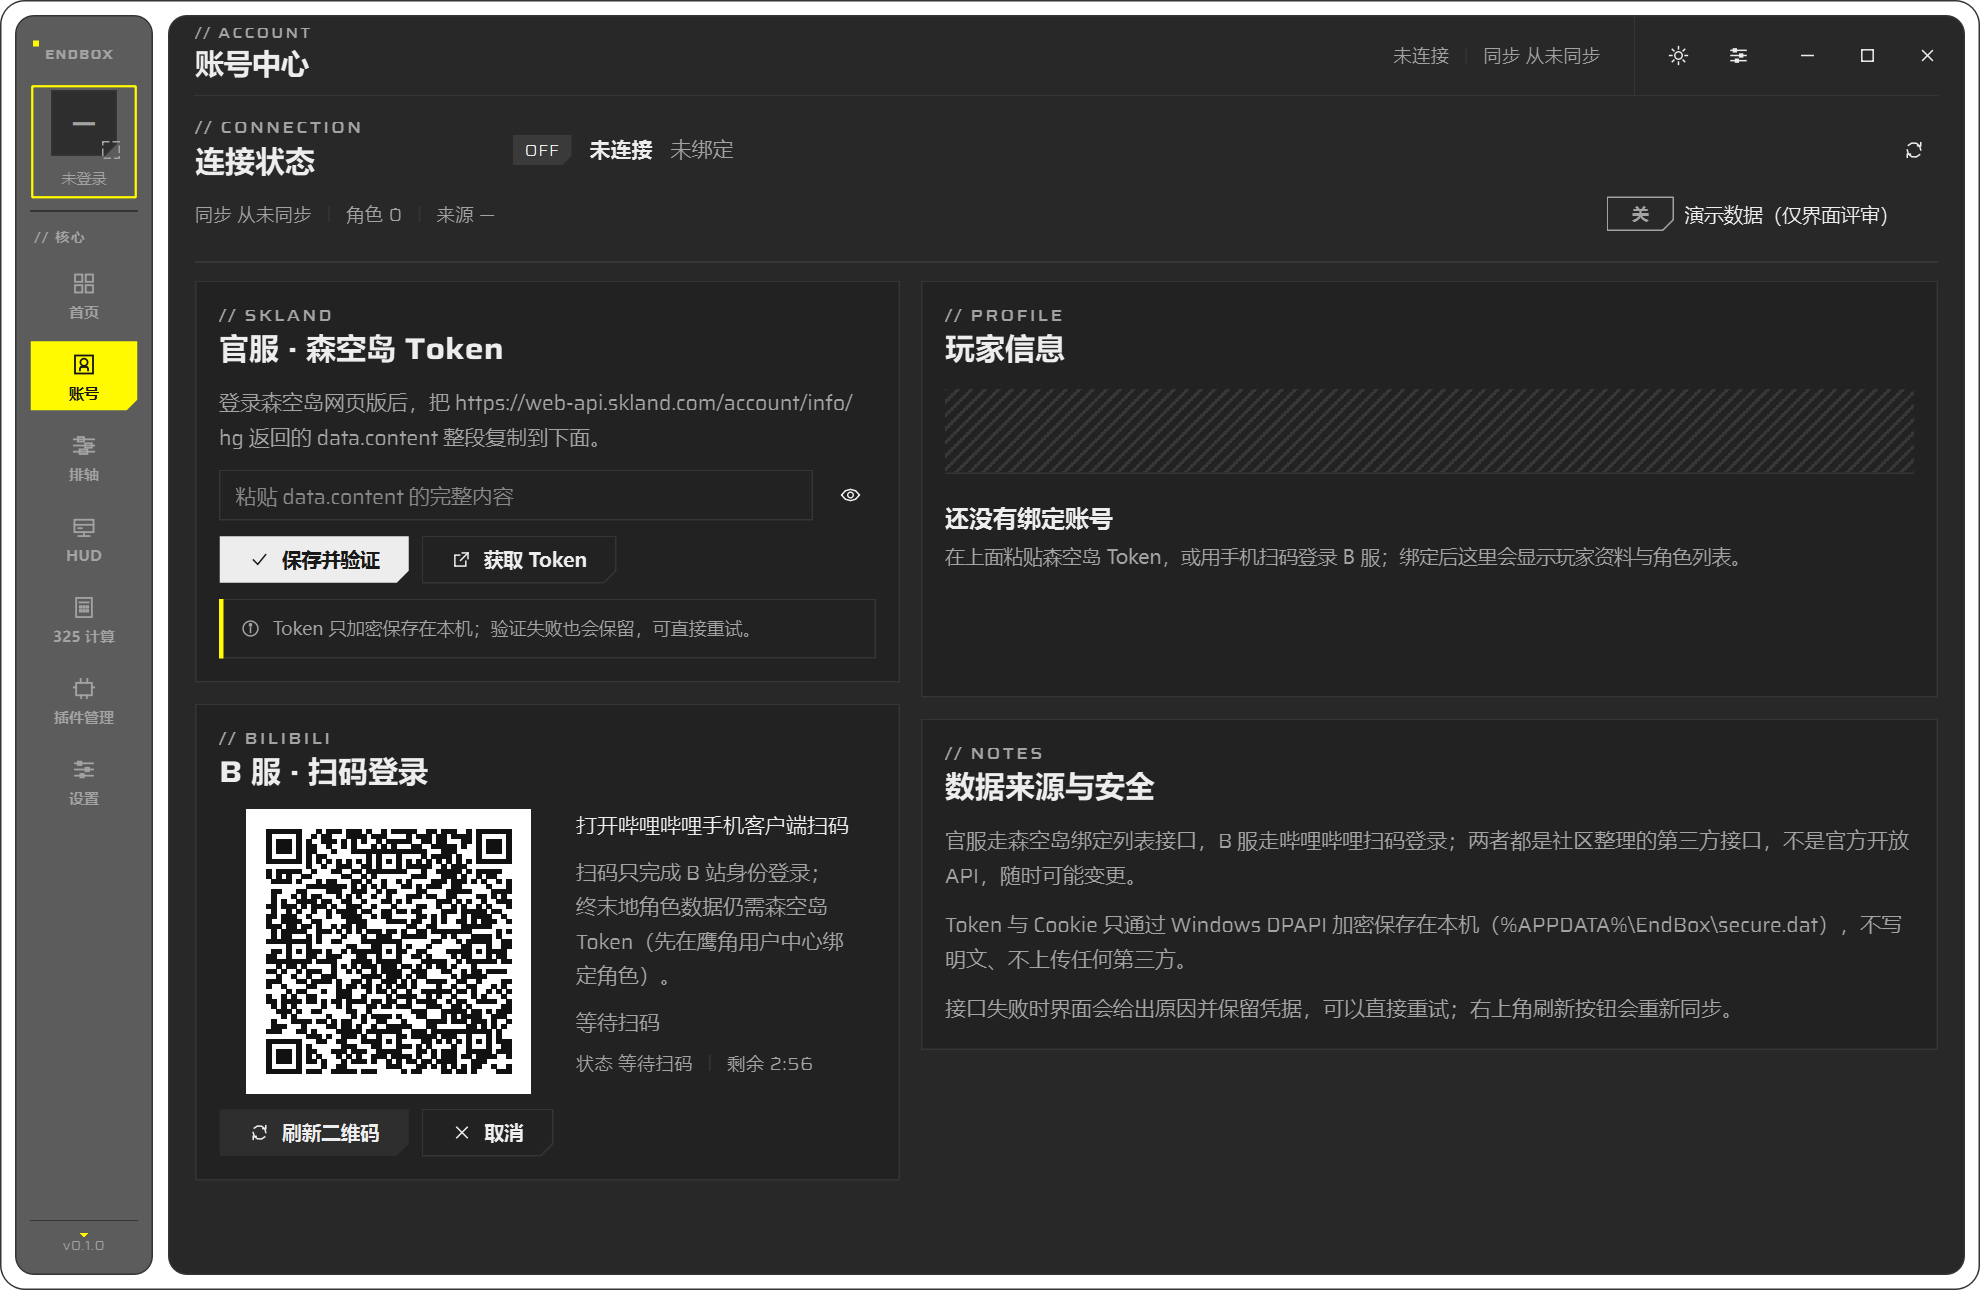 ENDBOX
未登录
// 核心
首页
账号
排轴
HUD
325 计算
插件管理
设置
v0.1.0
// ACCOUNT
账号中心
未连接
同步 从未同步
// CONNECTION
连接状态
OFF
未连接 未绑定
同步 从未同步
角色 0
来源 —
关
演示数据（仅界面评审）
// SKLAND
官服 · 森空岛 Token
登录森空岛网页版后，把 https://web-api.skland.com/account/info/
hg 返回的 data.content 整段复制到下面。
粘贴 data.content 的完整内容
保存并验证
获取 Token
Token 只加密保存在本机；验证失败也会保留，可直接重试。
// BILIBILI
B 服 · 扫码登录
打开哔哩哔哩手机客户端扫码
扫码只完成 B 站身份登录；
终末地角色数据仍需森空岛
Token（先在鹰角用户中心绑
定角色）。
等待扫码
状态 等待扫码
剩余 2:56
刷新二维码
取消
// PROFILE
玩家信息
还没有绑定账号
在上面粘贴森空岛 Token，或用手机扫码登录 B 服；绑定后这里会显示玩家资料与角色列表。
// NOTES
数据来源与安全
官服走森空岛绑定列表接口，B 服走哔哩哔哩扫码登录；两者都是社区整理的第三方接口，不是官方开放
API，随时可能变更。
Token 与 Cookie 只通过 Windows DPAPI 加密保存在本机（%APPDATA%\EndBox\secure.dat），不写
明文、不上传任何第三方。
接口失败时界面会给出原因并保留凭据，可以直接重试；右上角刷新按钮会重新同步。